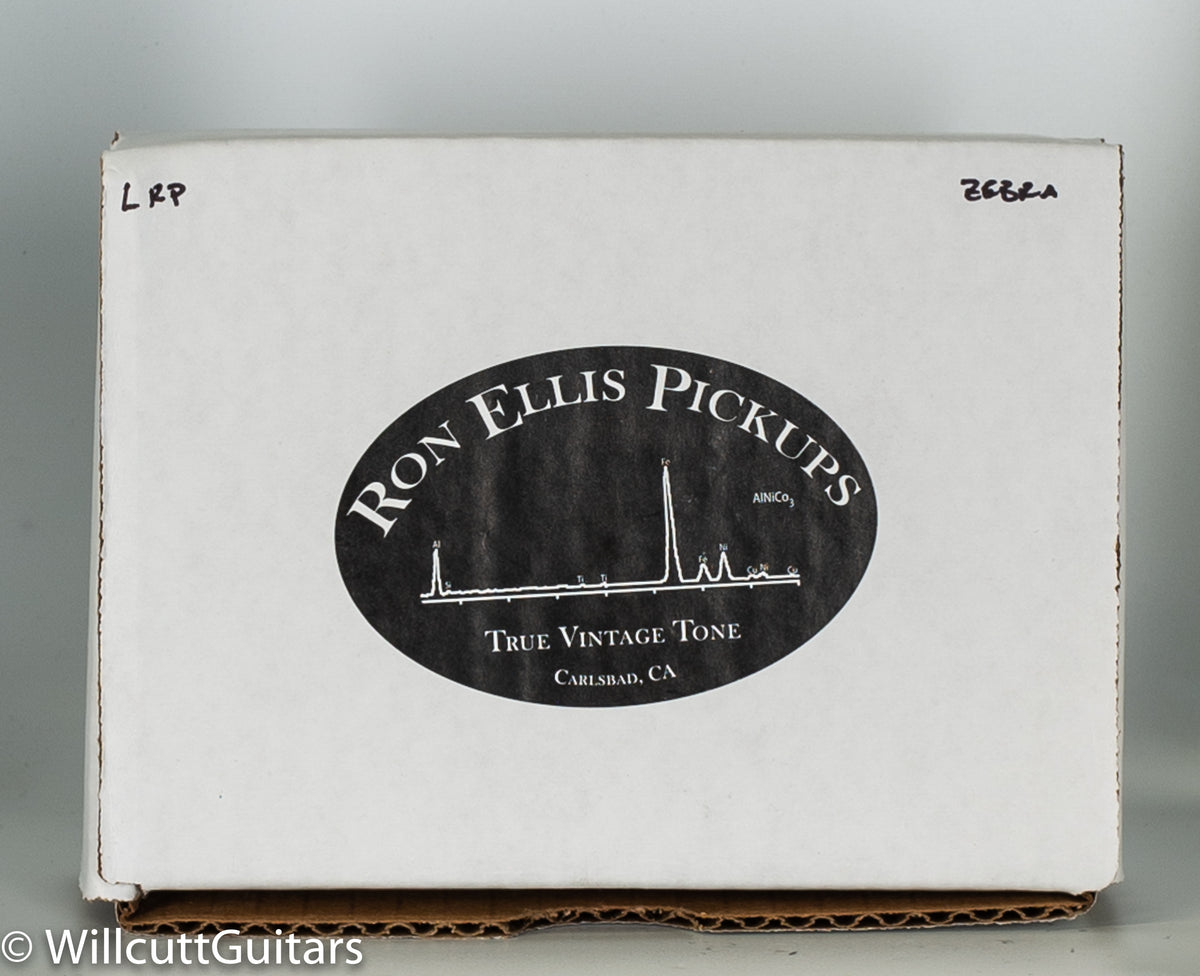 LRP
ZEBRA
RON ELLIS PICKUPS
Fe
AlNiCo3
Al
Ni
Fe
Si
Ti
Ti
Cu
Ni
Cu
TRUE VINTAGE TONE
CARLSBAD, CA
© WillcuttGuitars